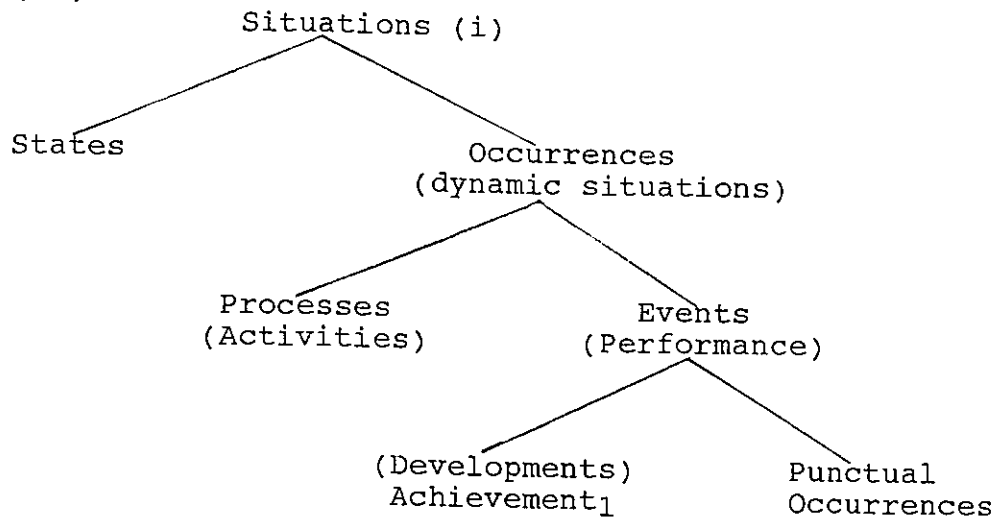 Situations (i)
States
Occurrences
(dynamic situations)
Processes
(Activities)
Events
(Performance)
(Developments)
Achievement1
Punctual
Occurrences